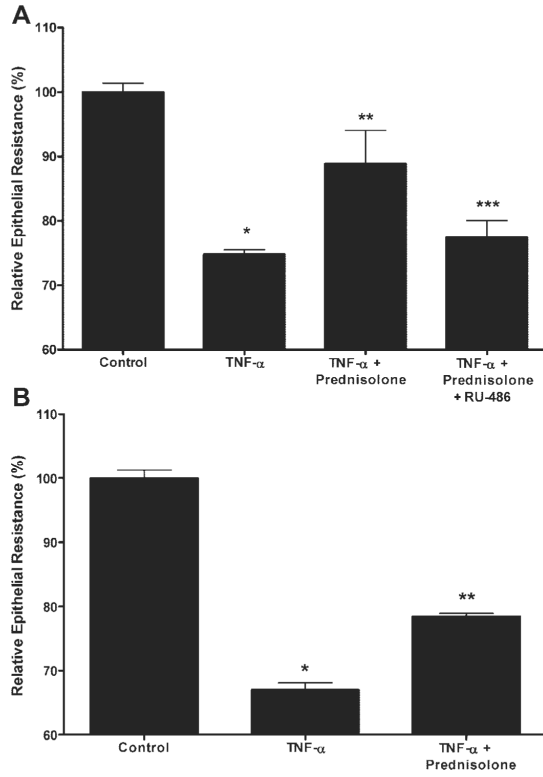 A
Relative Epithelial Resistance (%)
110
100
90
80
70
60
*
**
***
Control
TNF-α
TNF-α +
Prednisolone
TNF-α +
Prednisolone
+ RU-486
B
Relative Epithelial Resistance (%)
110
100
90
80
70
60
*
**
Control
TNF-α
TNF-α +
Prednisolone